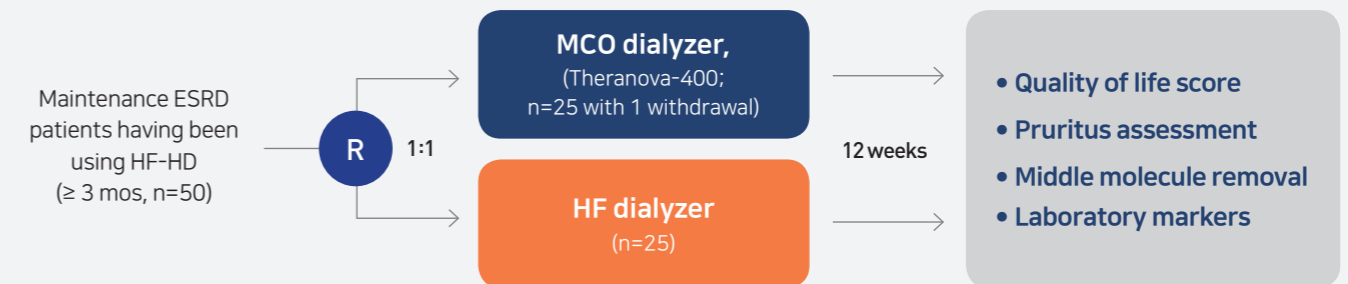 Maintenance ESRD
patients having been
using HF-HD
(≥ 3 mos, n=50)
R
1:1
MCO dialyzer,
(Theranova-400;
n=25 with 1 withdrawal)
HF dialyzer
(n=25)
12 weeks
• Quality of life score
• Pruritus assessment
• Middle molecule removal
• Laboratory markers